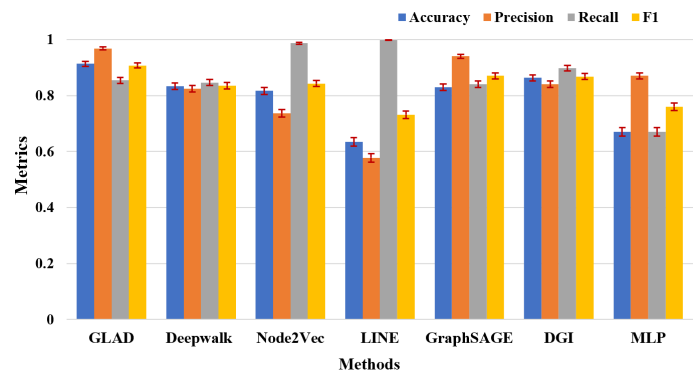 Accuracy Precision Recall F1
1
0.8
0.6
0.4
0.2
0
Metrics
GLAD Deepwalk Node2Vec LINE GraphSAGE DGI MLP
Methods